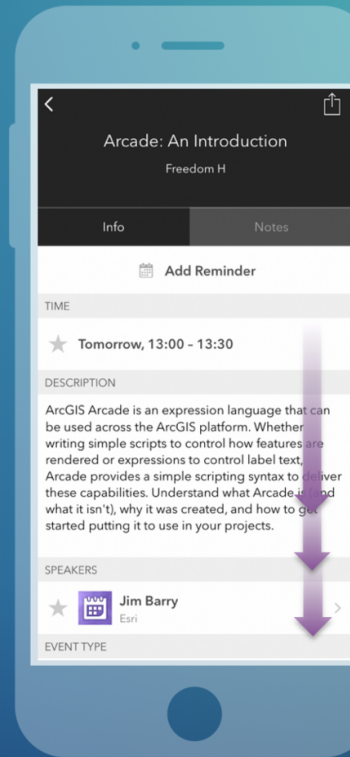 Arcade: An Introduction
Freedom H
Info
Notes
Add Reminder
TIME
Tomorrow, 13:00 – 13:30
DESCRIPTION
ArcGIS Arcade is an expression language that can
be used across the ArcGIS platform. Whether
writing simple scripts to control how features are
rendered or expressions to control label text,
Arcade provides a simple scripting syntax to deliver
these capabilities. Understand what Arcade is (and
what it isn't), why it was created, and how to get
started putting it to use in your projects.
SPEAKERS
Jim Barry
Esri
EVENT TYPE